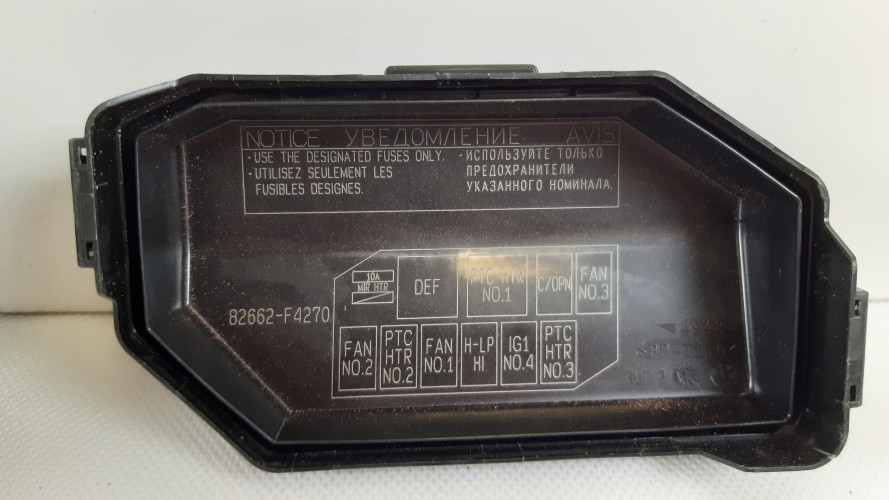 NOTICE УВЕДОМЛЕНИЕ AVIS
· USE THE DESIGNATED FUSES ONLY.
· UTILISEZ SEULEMENT LES
FUSIBLES DESIGNES.
· ИСПОЛЬЗУЙТЕ ТОЛЬКО
ПРЕДОХРАНИТЕЛИ
УКАЗАННОГО НОМИНАЛА.
82662-F4270
10A
MIR HTR
DEF
PTC HTR
NO.1
C/OPN
FAN
NO.3
FAN
NO.2
PTC
HTR
NO.2
FAN
NO.1
H-LP
HI
IG1
NO.4
PTC
HTR
NO.3